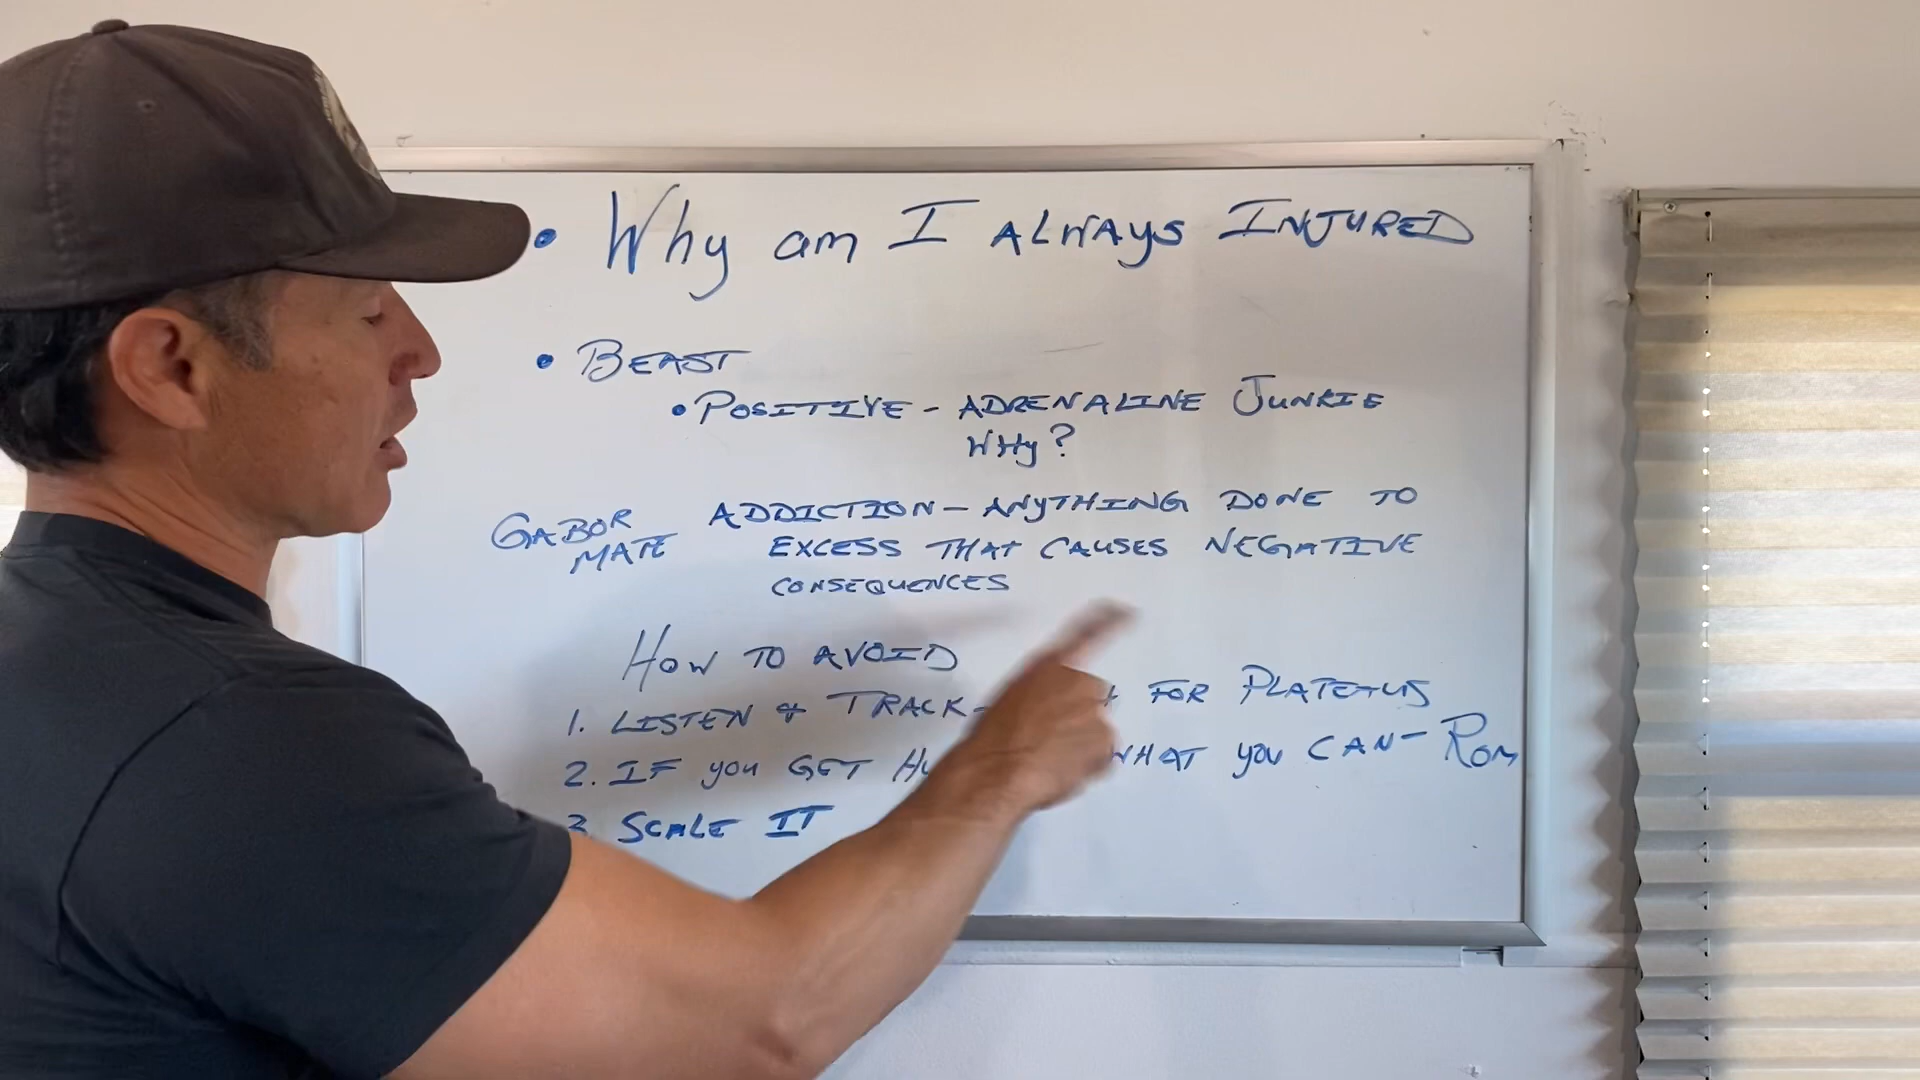 • Why am I ALWAYS INJURED
• BEAST
• POSITIVE - ADRENALINE JUNKIE
WHY?
GABOR MATE
ADDICTION - ANYTHING DONE TO
EXCESS THAT CAUSES NEGATIVE
CONSEQUENCES
HOW TO AVOID
1. LISTEN & TRACK- FOR PLATEAUS
2. IF YOU GET WHAT YOU CAN - ROM
3. SCALE IT